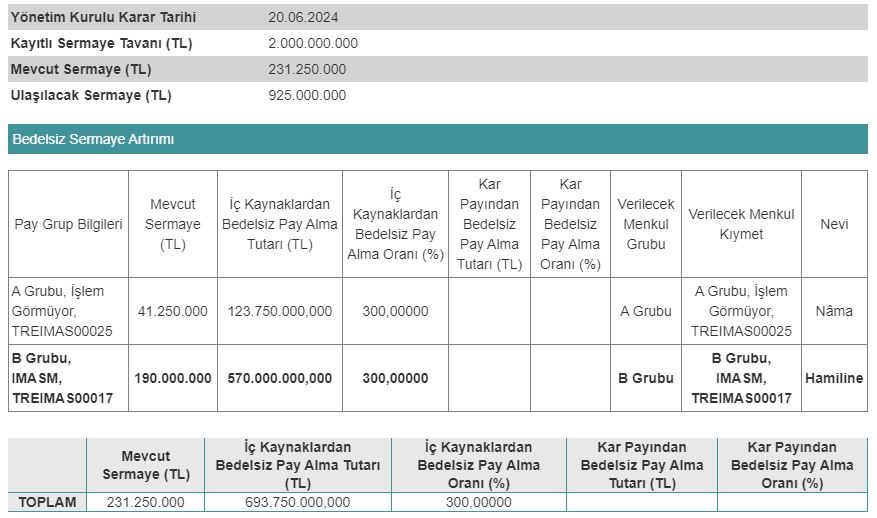 Yönetim Kurulu Karar Tarihi 20.06.2024
Kayıtlı Sermaye Tavanı (TL) 2.000.000.000
Mevcut Sermaye (TL) 231.250.000
Ulaşılacak Sermaye (TL) 925.000.000
Bedelsiz Sermaye Artırımı
Pay Grup Bilgileri
Mevcut
Sermaye
(TL)
İç Kaynaklardan
Bedelsiz Pay Alma
Tutarı (TL)
İç
Kaynaklardan
Bedelsiz Pay
Alma Oranı (%)
Kar
Payından
Bedelsiz
Pay Alma
Tutarı (TL)
Kar
Payından
Bedelsiz
Pay Alma
Oranı (%)
Verilecek
Menkul
Grubu
Verilecek Menkul
Kıymet
Nevi
A Grubu, İşlem
Görmüyor,
TREIMAS00025
41.250.000
123.750.000,000
300,00000
A Grubu
A Grubu, İşlem
Görmüyor,
TREIMAS00025
Nâma
B Grubu,
IMASM,
TREIMAS00017
190.000.000
570.000.000,000
300,00000
B Grubu
B Grubu,
IMASM,
TREIMAS00017
Hamiline
Mevcut
Sermaye (TL)
İç Kaynaklardan
Bedelsiz Pay Alma Tutarı
(TL)
İç Kaynaklardan
Bedelsiz Pay Alma
Oranı (%)
Kar Payından
Bedelsiz Pay Alma
Tutarı (TL)
Kar Payından
Bedelsiz Pay Alma
Oranı (%)
TOPLAM 231.250.000 693.750.000,000 300,00000